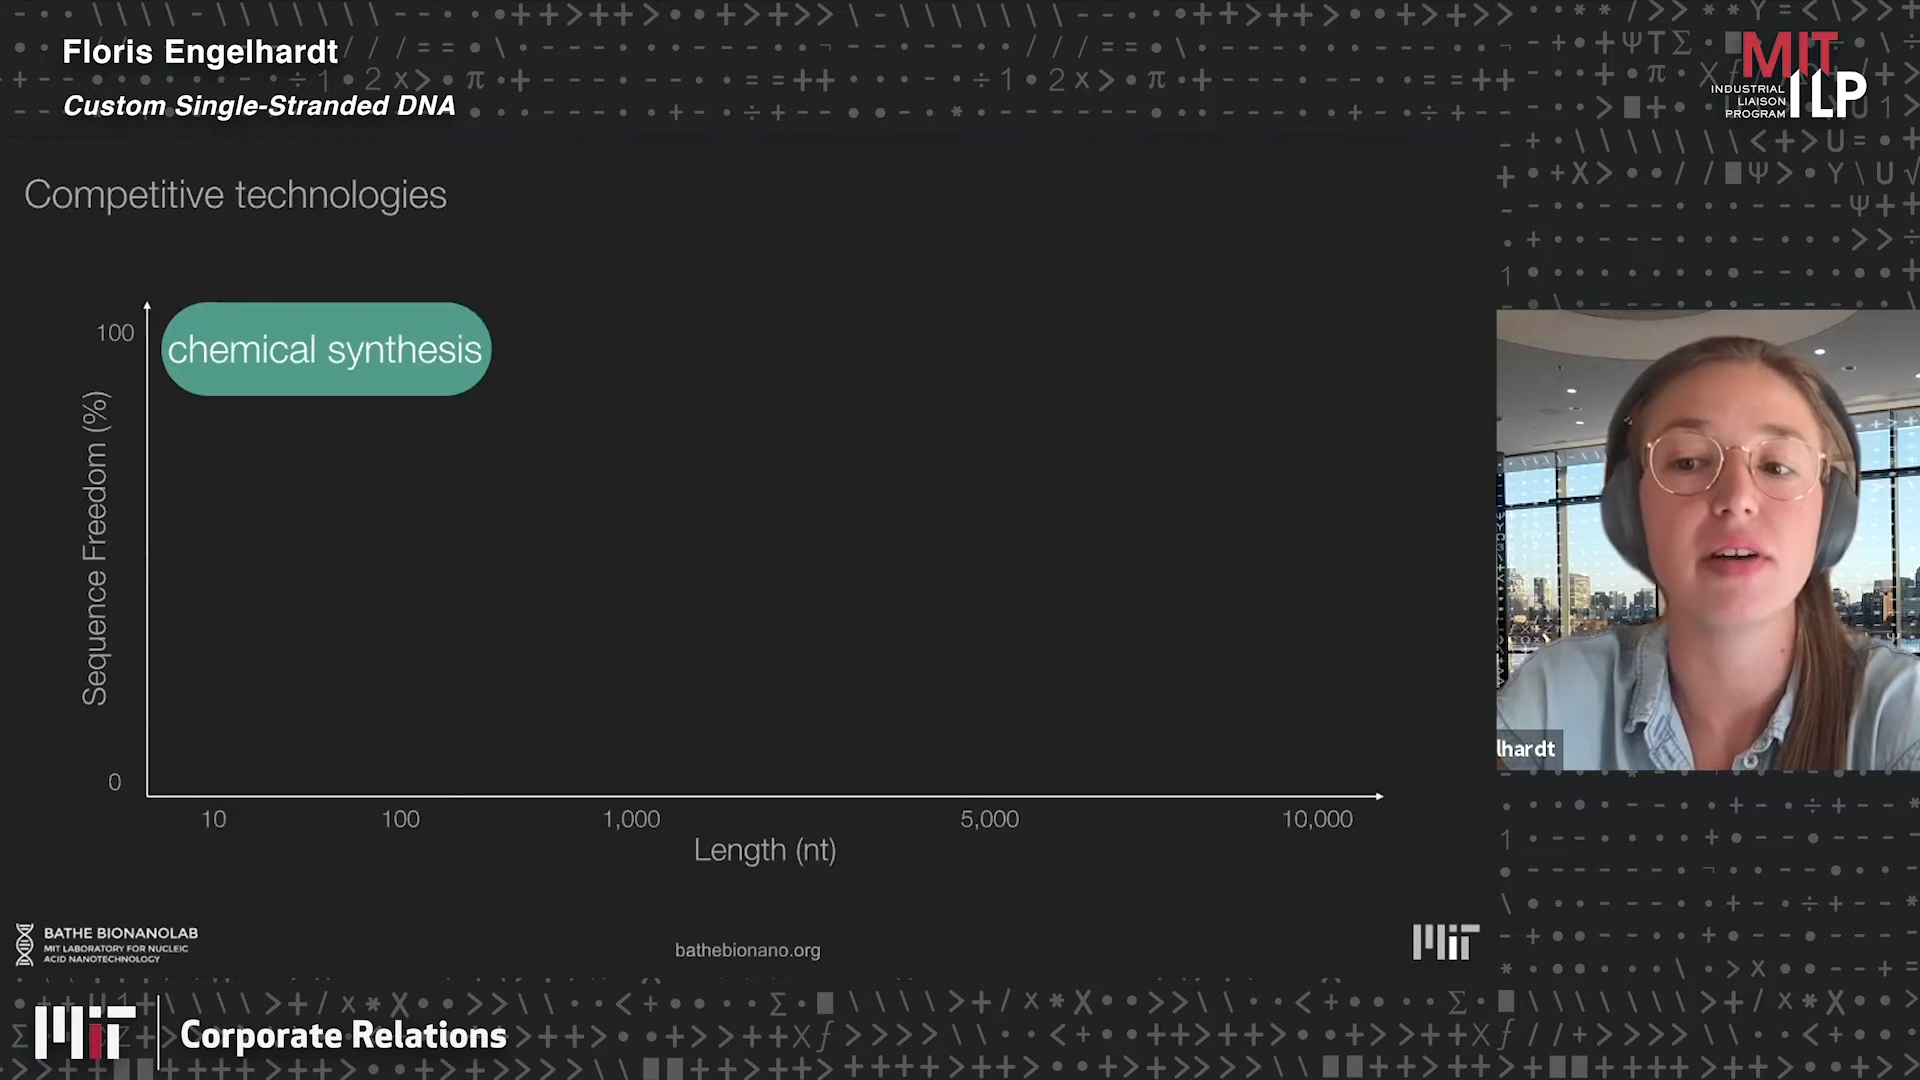 Floris Engelhardt
Custom Single-Stranded DNA
MIT
ILP
INDUSTRIAL
LIAISON
PROGRAM
Competitive technologies
100
chemical synthesis
Sequence Freedom (%)
0
10 100 1,000 5,000 10,000
Length (nt)
lhardt
BATHE BIONANOLAB
MIT LABORATORY FOR NUCLEIC
ACID NANOTECHNOLOGY
bathebionano.org
MIT
MIT
Corporate Relations